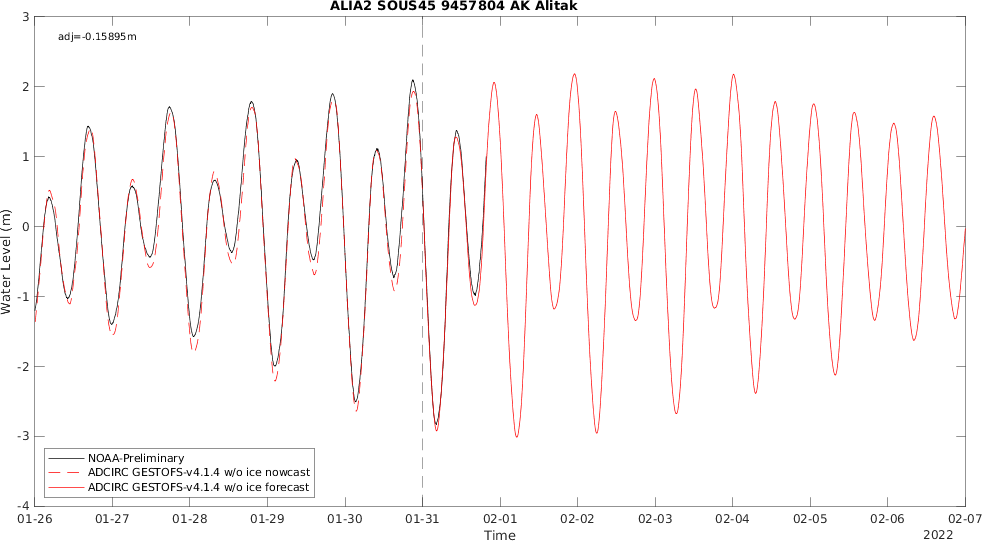 ALIA2 SOUS45 9457804 AK Alitak
adj=-0.15895m
3
2
1
0
-1
-2
-3
-4
Water Level (m)
NOAA-Preliminary
ADCIRC GESTOFS-v4.1.4 w/o ice nowcast
ADCIRC GESTOFS-v4.1.4 w/o ice forecast
01-26 01-27 01-28 01-29 01-30 01-31 02-01 02-02 02-03 02-04 02-05 02-06 02-07
Time
2022